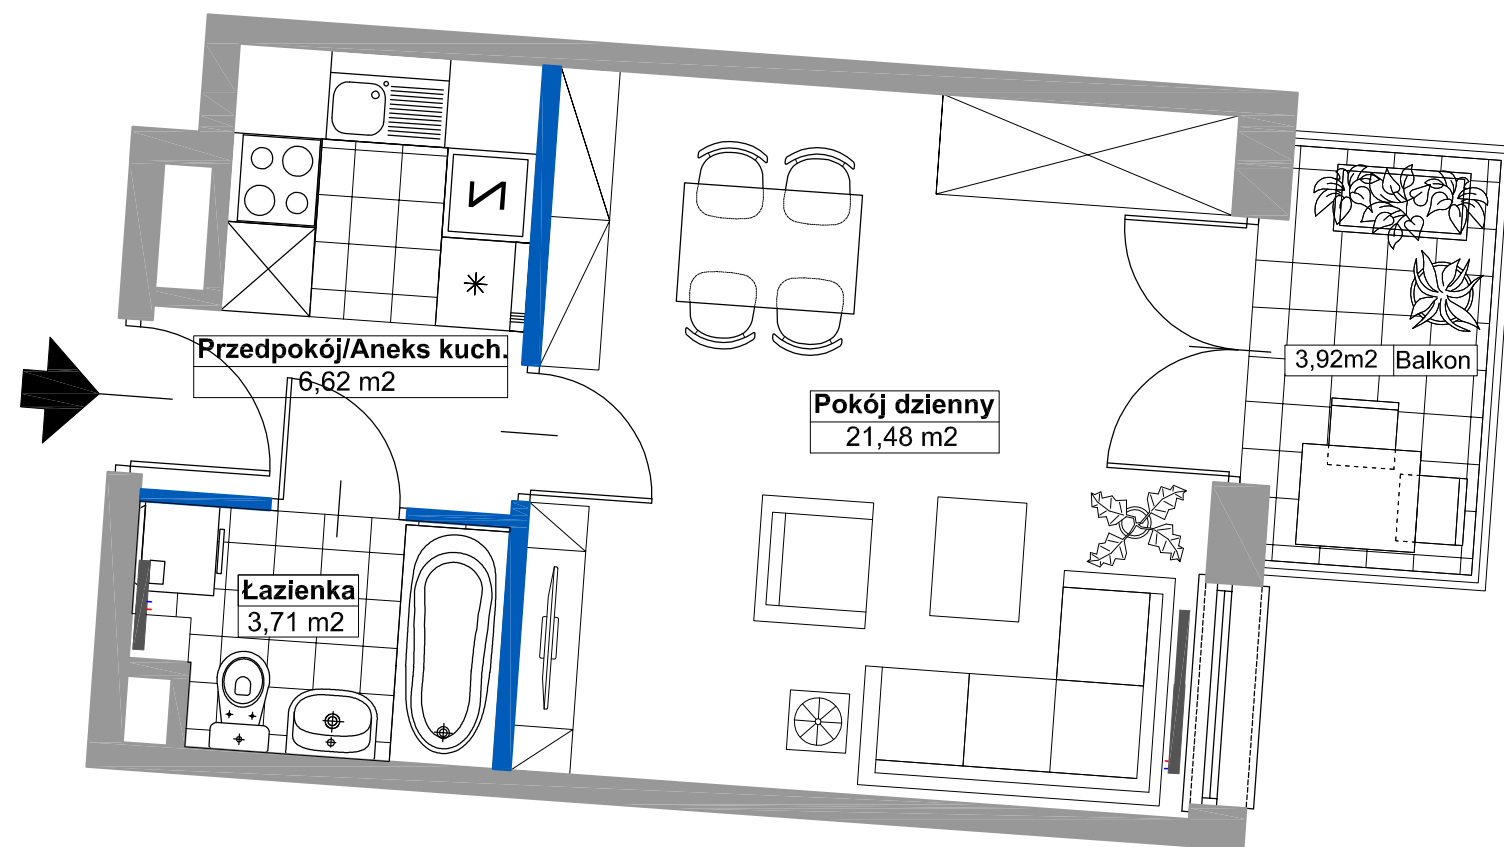 Przedpokój/Aneks kuch.
6,62 m2
3,92m2 Balkon
Pokój dzienny
21,48 m2
Łazienka
3,71 m2